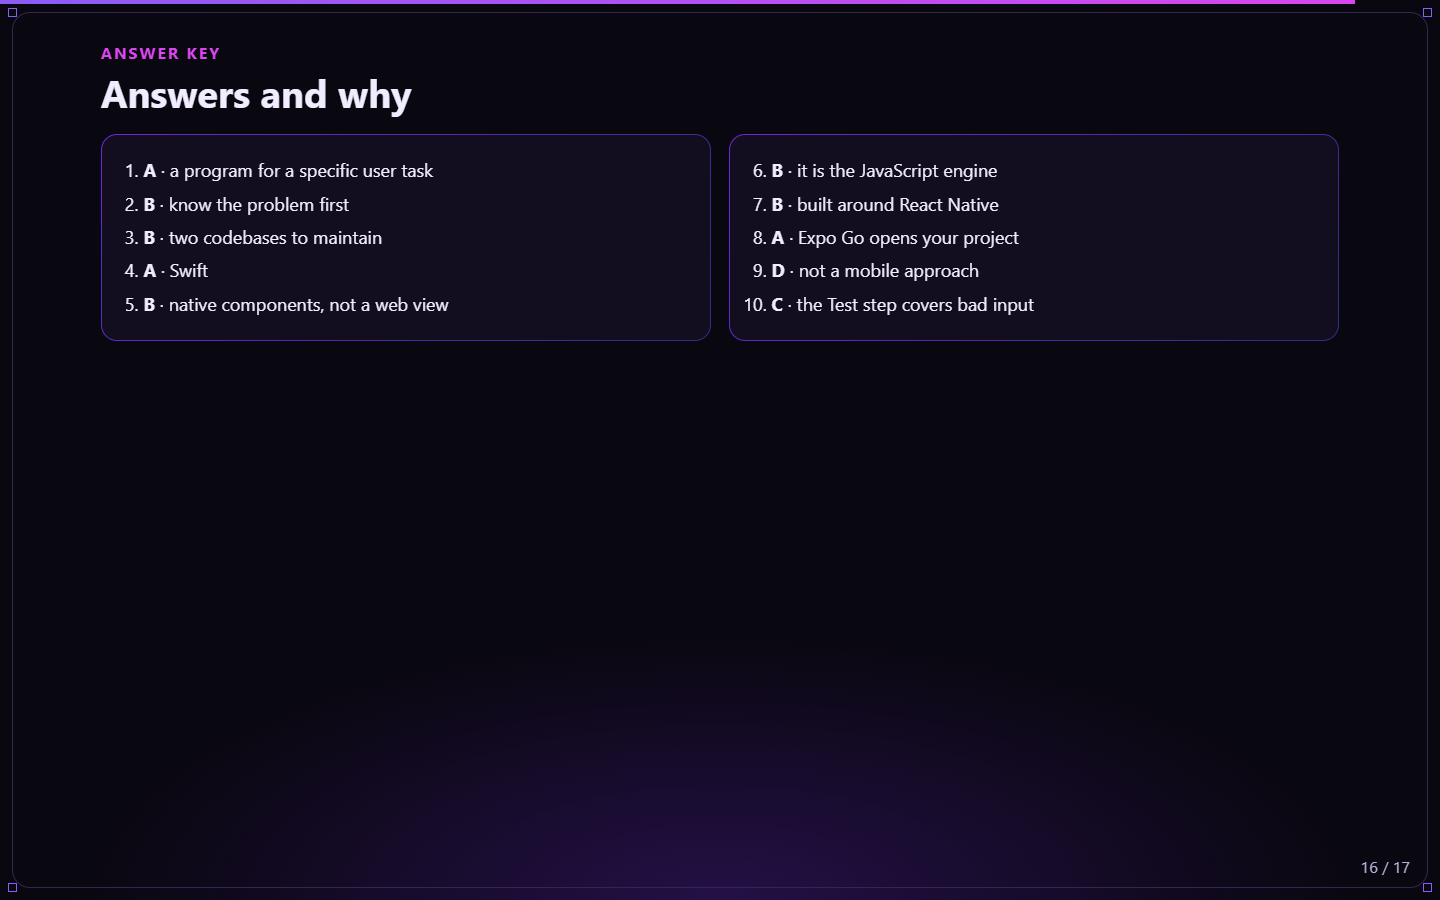 ANSWER KEY
Answers and why
1. A · a program for a specific user task
2. B · know the problem first
3. B · two codebases to maintain
4. A · Swift
5. B · native components, not a web view
6. B · it is the JavaScript engine
7. B · built around React Native
8. A · Expo Go opens your project
9. D · not a mobile approach
10. C · the Test step covers bad input
16 / 17